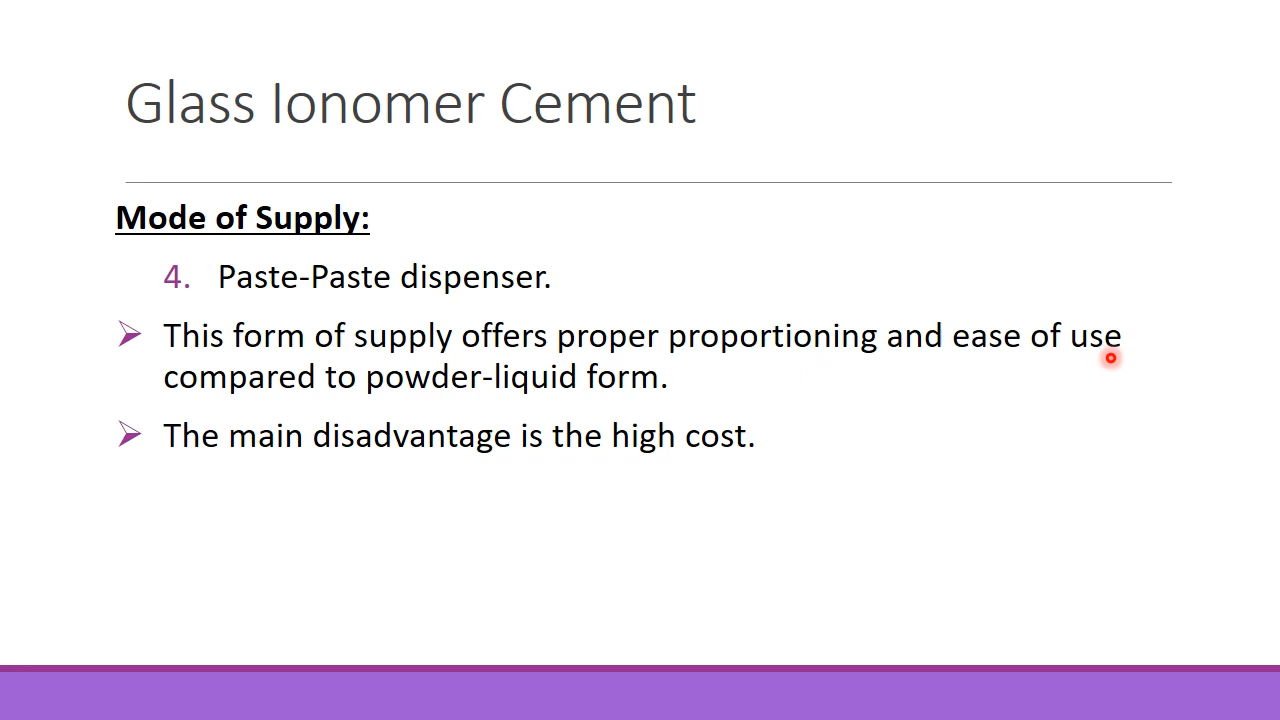 Glass Ionomer Cement
Mode of Supply:
4. Paste-Paste dispenser.
This form of supply offers proper proportioning and ease of use
compared to powder-liquid form.
The main disadvantage is the high cost.